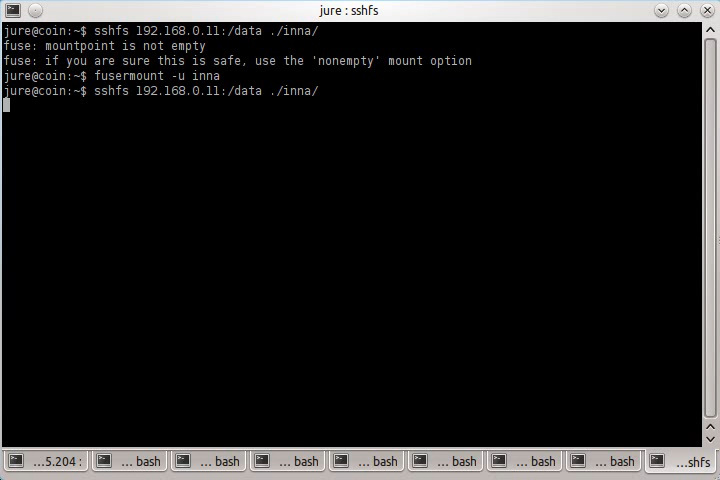 jure : sshfs
jure@coin:~$ sshfs 192.168.0.11:/data ./inna/
fuse: mountpoint is not empty
fuse: if you are sure this is safe, use the 'nonempty' mount option
jure@coin:~$ fusermount -u inna
jure@coin:~$ sshfs 192.168.0.11:/data ./inna/
...5.204 : ... bash ... bash ... bash ... bash ... bash ... bash ... bash ...shfs